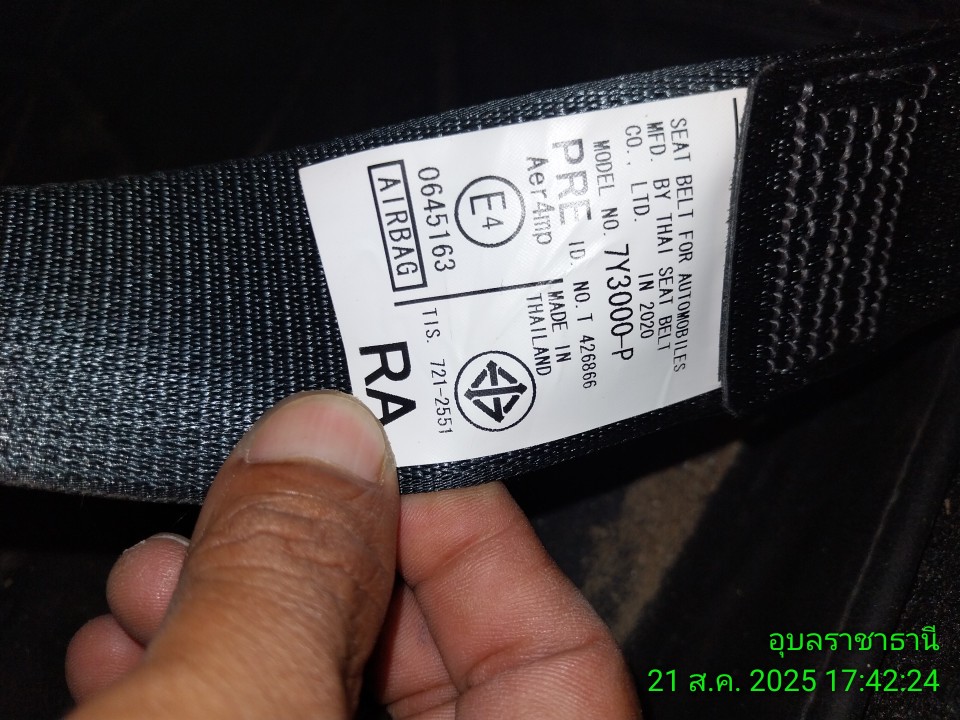 SEAT BELT FOR AUTOMOBILES
MFD. BY THAI SEAT BELT
CO., LTD. IN 2020
MODEL NO. 7Y3000-P
PRE ID. NO. T 426866
Aer4mp
MADE IN
THAILAND
E4
0645163
AIRBAG
TIS. 721-2551
RA
อุบลราชาธานี
21 ส.ค. 2025 17:42:24